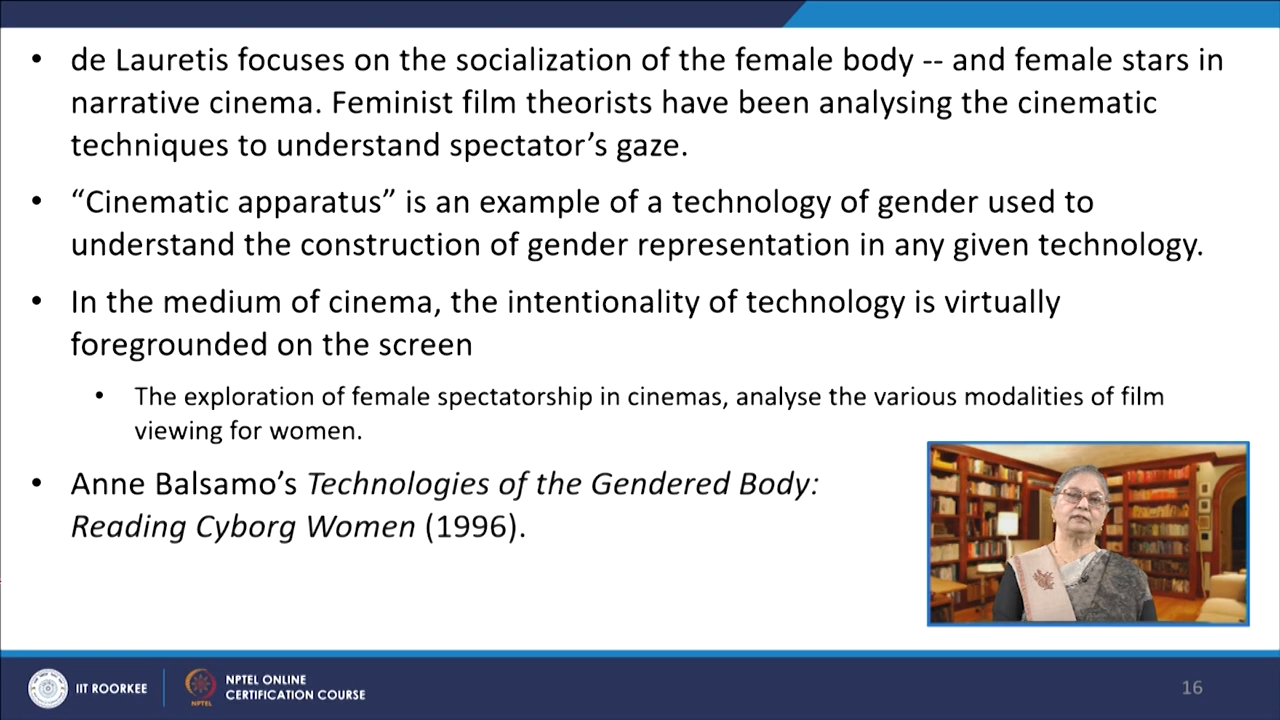 • de Lauretis focuses on the socialization of the female body -- and female stars in
narrative cinema. Feminist film theorists have been analysing the cinematic
techniques to understand spectator’s gaze.
• “Cinematic apparatus” is an example of a technology of gender used to
understand the construction of gender representation in any given technology.
• In the medium of cinema, the intentionality of technology is virtually
foregrounded on the screen
• The exploration of female spectatorship in cinemas, analyse the various modalities of film
viewing for women.
• Anne Balsamo’s Technologies of the Gendered Body:
Reading Cyborg Women (1996).
IIT ROORKEE
NPTEL
NPTEL ONLINE
CERTIFICATION COURSE
16